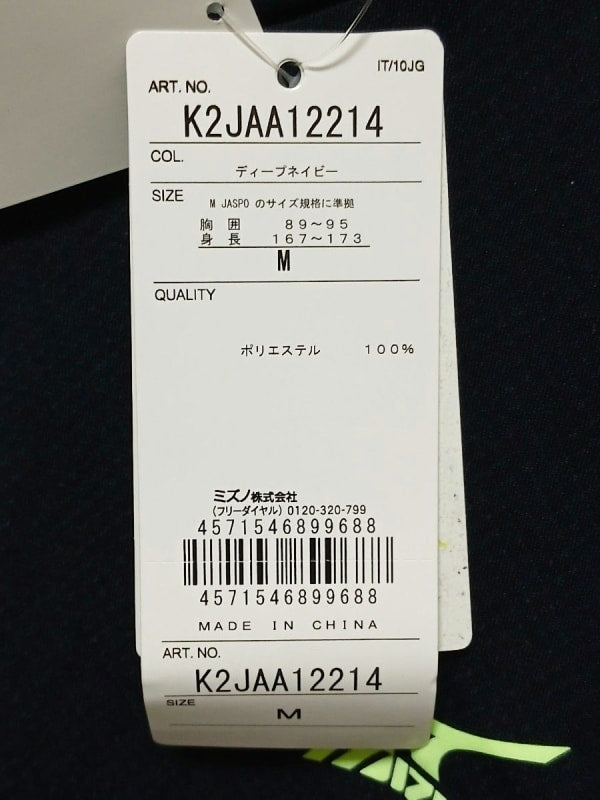 IT/10JG
ART. NO.
K2JAA12214
COL.
ディープネイビー
SIZE
M JASPO のサイズ規格に準拠
胸 囲 89～95
身 長 167～173
M
QUALITY
ポリエステル 100%
ミズノ株式会社
(フリーダイヤル) 0120-320-799
4571546899688
4571546899688
MADE IN CHINA
ART. NO.
K2JAA12214
SIZE
M